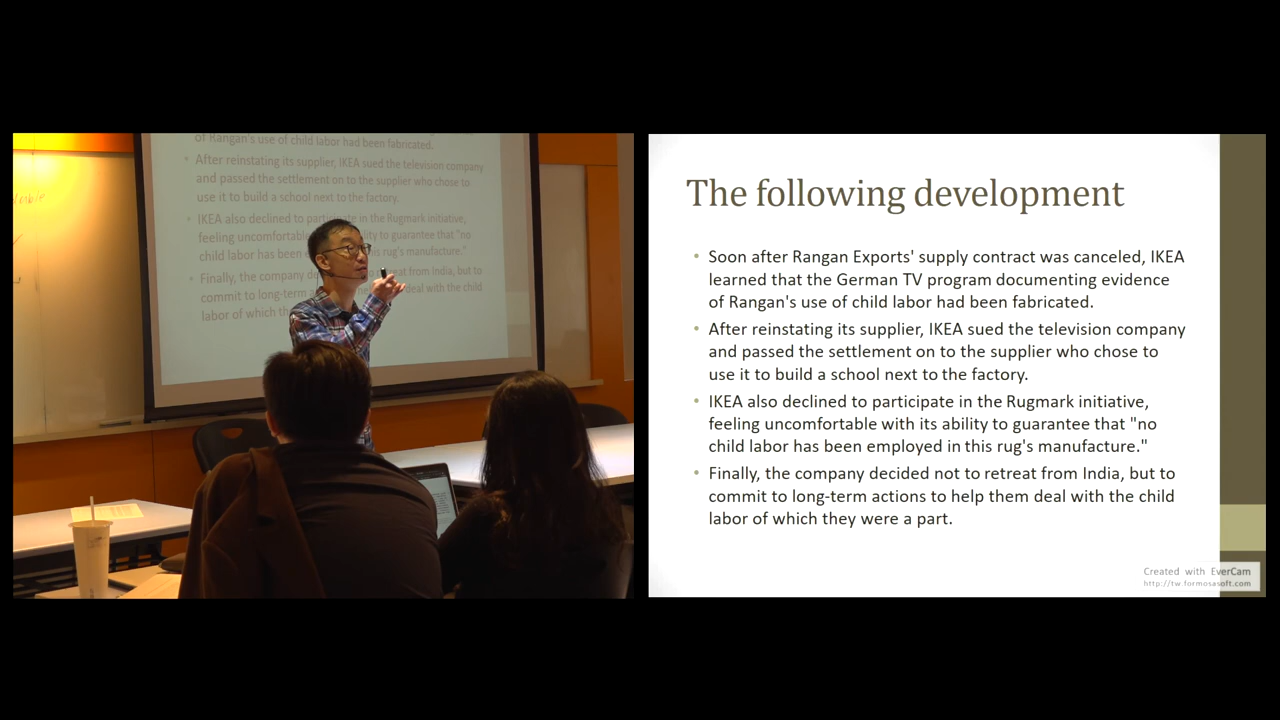 of Rangan's use of child labor had been fabricated.
• After reinstating its supplier, IKEA sued the television company
and passed the settlement on to the supplier who chose to
use it to build a school next to the factory.
• IKEA also declined to participate in the Rugmark initiative,
feeling uncomfortable ability to guarantee that "no
child labor has been this rug's manufacture."
• Finally, the company to retreat from India, but to
commit to long-term deal with the child
labor of which
The following development
• Soon after Rangan Exports' supply contract was canceled, IKEA
learned that the German TV program documenting evidence
of Rangan's use of child labor had been fabricated.
• After reinstating its supplier, IKEA sued the television company
and passed the settlement on to the supplier who chose to
use it to build a school next to the factory.
• IKEA also declined to participate in the Rugmark initiative,
feeling uncomfortable with its ability to guarantee that "no
child labor has been employed in this rug's manufacture."
• Finally, the company decided not to retreat from India, but to
commit to long-term actions to help them deal with the child
labor of which they were a part.
Created with EverCam
http://tw.formosasoft.com